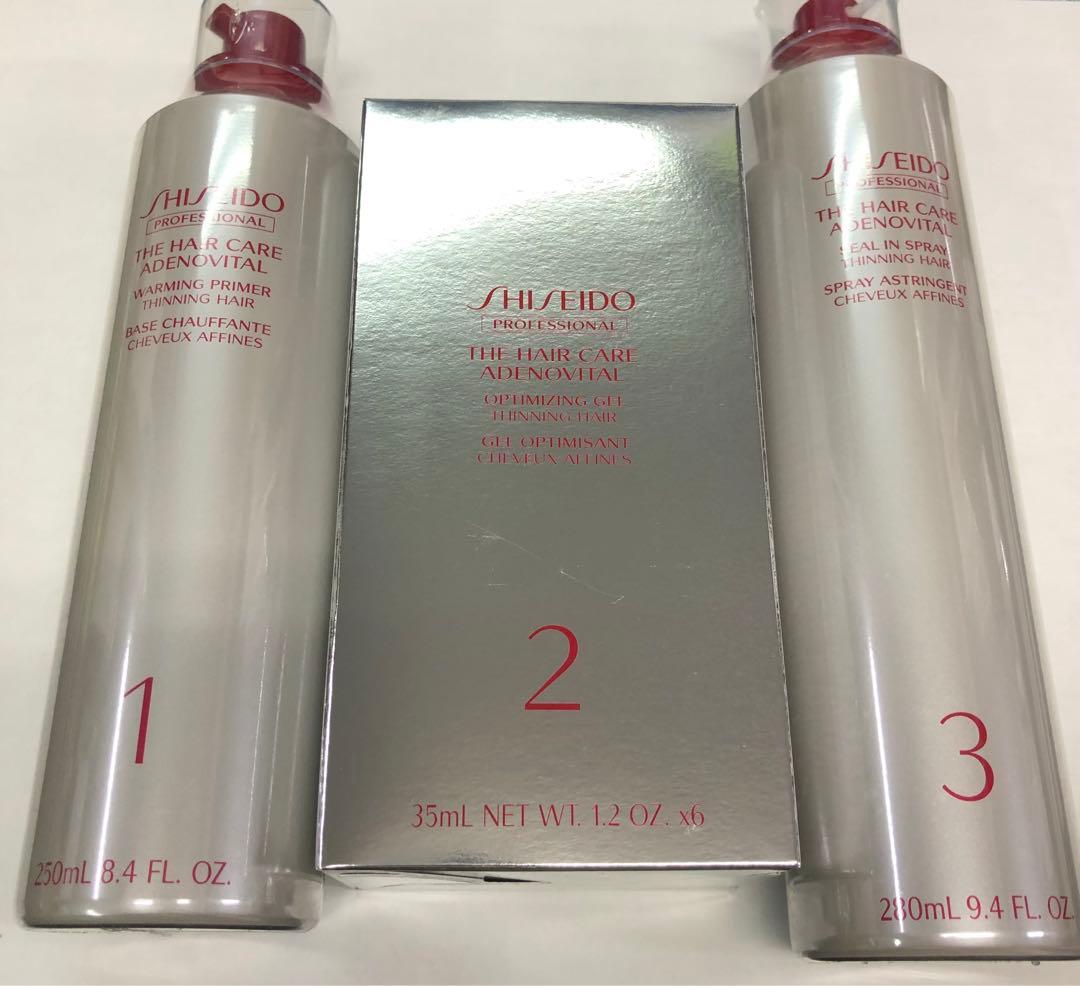 SHISEIDO
PROFESSIONAL
THE HAIR CARE
ADENOVITAL
WARMING PRIMER
THINNING HAIR
BASE CHAUFFANTE
CHEVEUX AFFINES
1
250mL 8.4 FL. OZ.
SHISEIDO
PROFESSIONAL
THE HAIR CARE
ADENOVITAL
OPTIMIZING GEL
THINNING HAIR
GEL OPTIMISANT
CHEVEUX AFFINES
2
35mL NET WT. 1.2 OZ. x6
SHISEIDO
PROFESSIONAL
THE HAIR CARE
ADENOVITAL
SEAL IN SPRAY
THINNING HAIR
SPRAY ASTRINGENT
CHEVEUX AFFINES
3
280mL 9.4 FL. OZ.